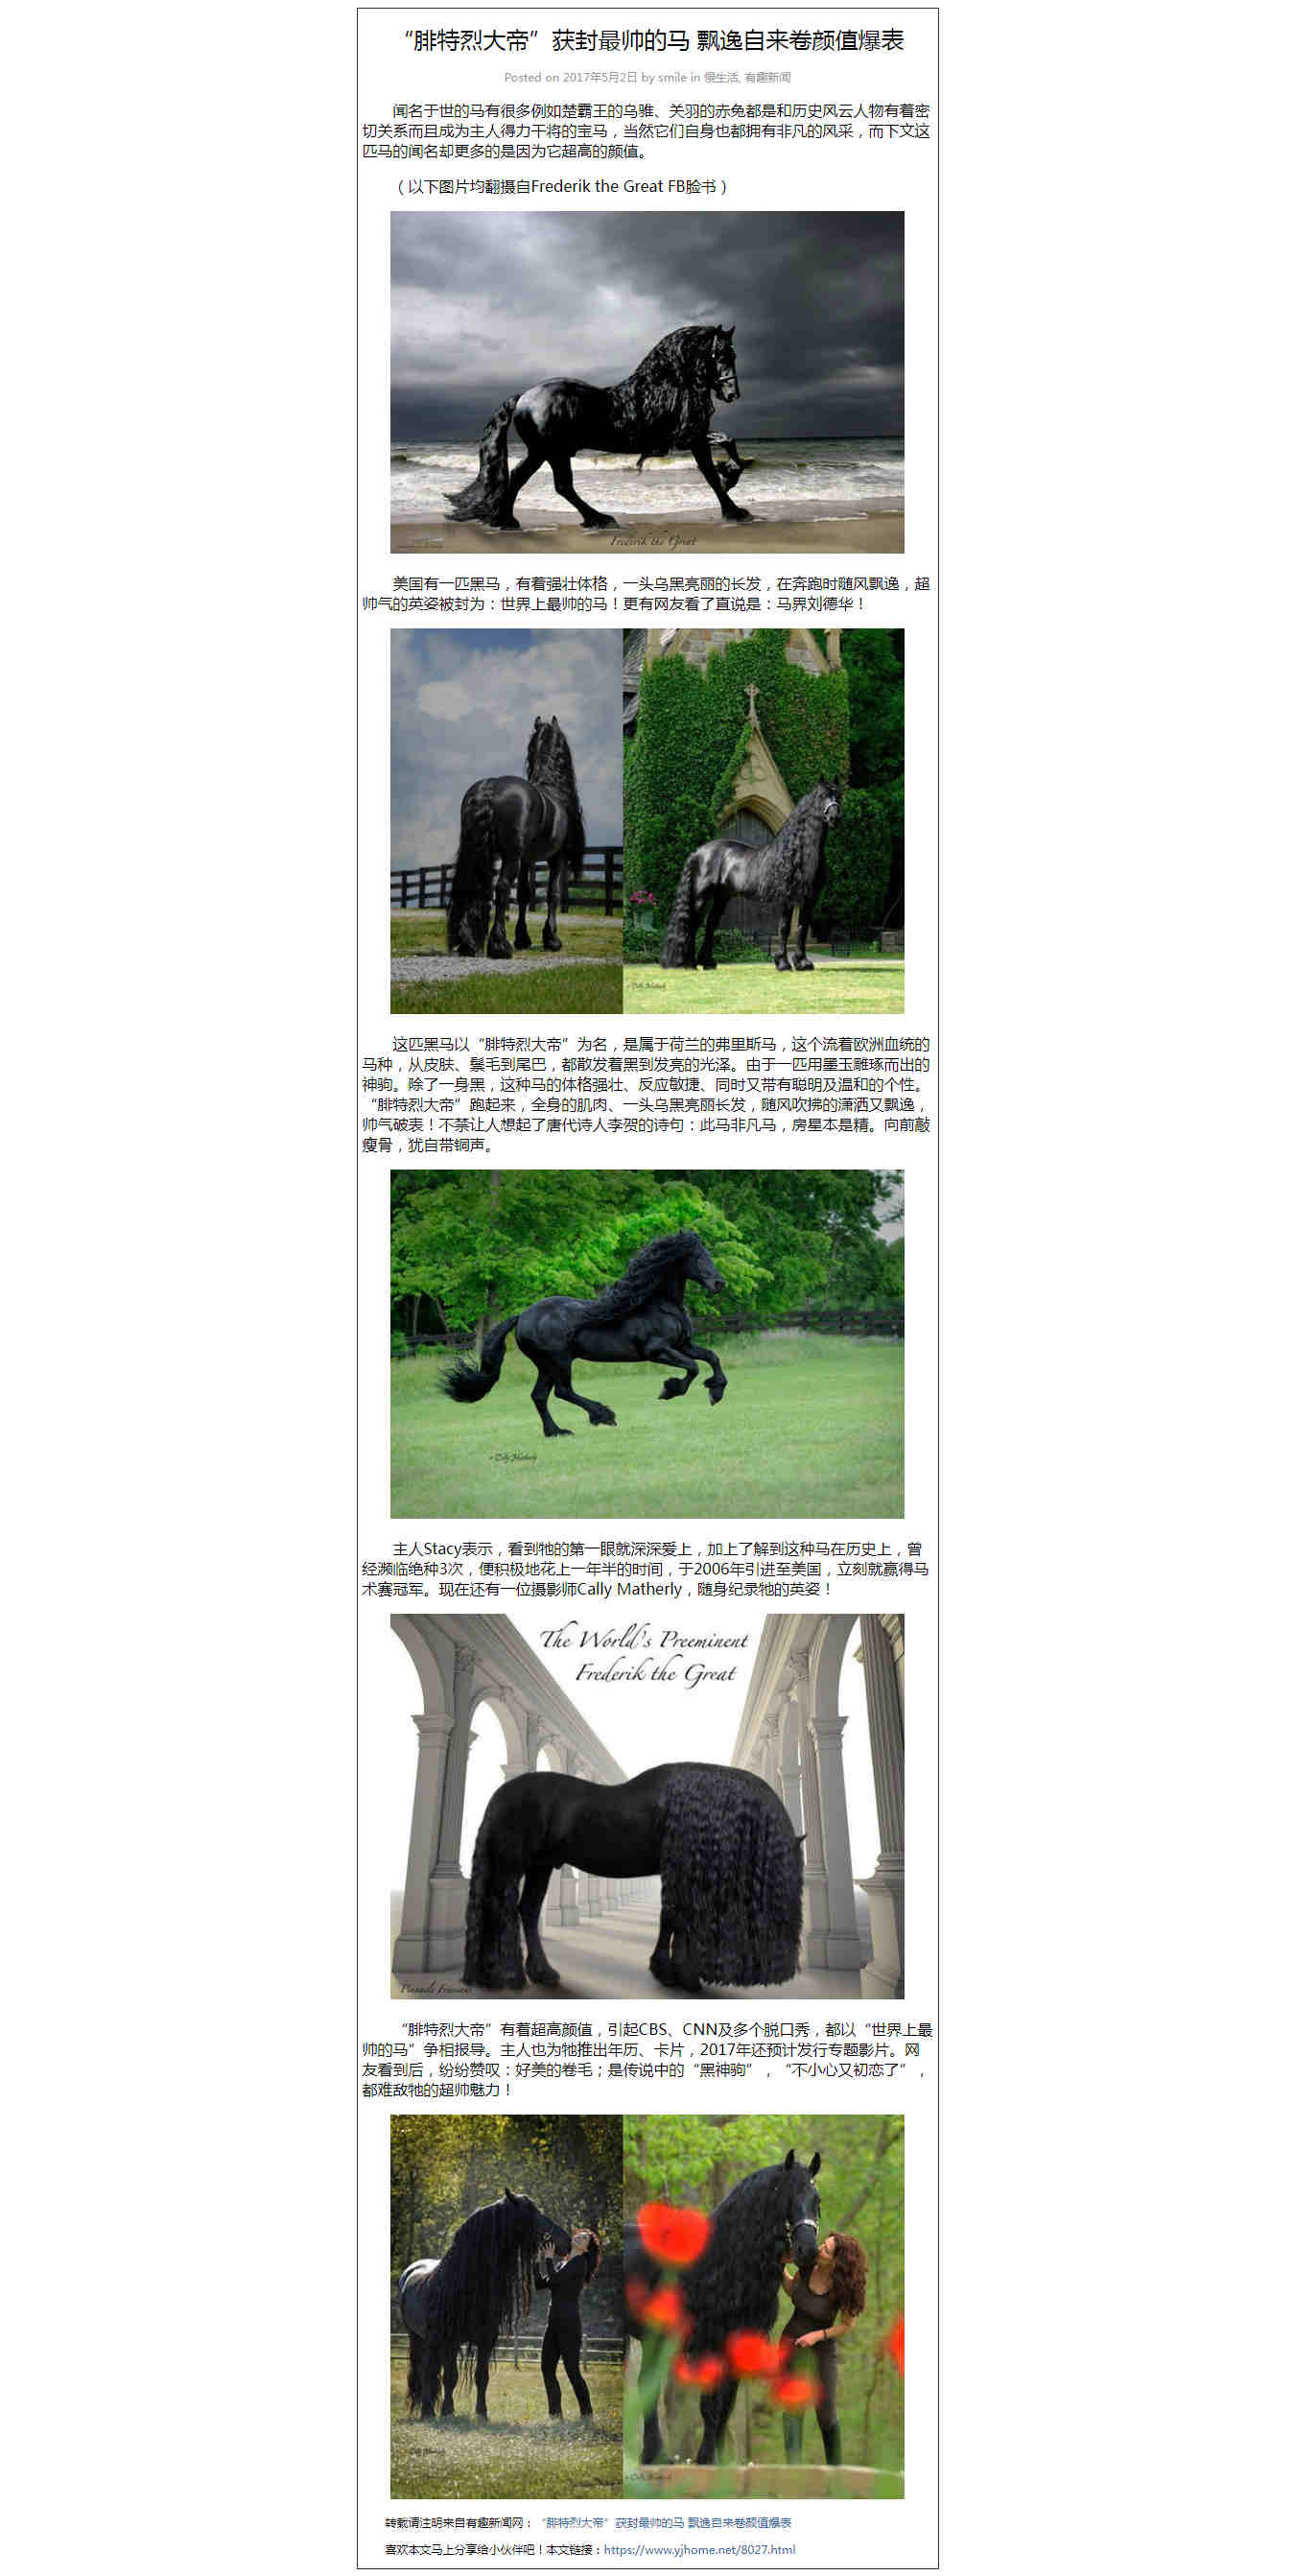 “腓特烈大帝”获封最帅的马 飘逸自来卷颜值爆表
Posted on 2017年5月2日 by smile in 慢生活, 有趣新闻
闻名于世的马有很多例如楚霸王的乌骓、关羽的赤兔都是和历史风云人物有着密
切关系而且成为主人得力干将的宝马，当然它们自身也都拥有非凡的风采，而下文这
匹马的闻名却更多的是因为它超高的颜值。
（以下图片均翻摄自Frederik the Great FB脸书）
Frederik the Great
美国有一匹黑马，有着强壮体格，一头乌黑亮丽的长发，在奔跑时随风飘逸，超
帅气的英姿被封为：世界上最帅的马！更有网友看了直说是：马界刘德华！
© Cally Matherly
这匹黑马以“腓特烈大帝”为名，是属于荷兰的弗里斯马，这个流着欧洲血统的
马种，从皮肤、鬃毛到尾巴，都散发着黑到发亮的光泽。由于一匹用墨玉雕琢而出的
神驹。除了一身黑，这种马的体格强壮、反应敏捷、同时又带有聪明及温和的个性。
“腓特烈大帝”跑起来，全身的肌肉、一头乌黑亮丽长发，随风吹拂的潇洒又飘逸，
帅气破表！不禁让人想起了唐代诗人李贺的诗句：此马非凡马，房星本是精。向前敲
瘦骨，犹自带铜声。
© Cally Matherly
主人Stacy表示，看到牠的第一眼就深深爱上，加上了解到这种马在历史上，曾
经濒临绝种3次，便积极地花上一年半的时间，于2006年引进至美国，立刻就赢得马
术赛冠军。现在还有一位摄影师Cally Matherly，随身纪录牠的英姿！
The World's Preeminent
Frederik the Great
Pinnacle Friesians
“腓特烈大帝”有着超高颜值，引起CBS、CNN及多个脱口秀，都以“世界上最
帅的马”争相报导。主人也为牠推出年历、卡片，2017年还预计发行专题影片。网
友看到后，纷纷赞叹：好美的卷毛；是传说中的“黑神驹”，“不小心又初恋了”，
都难敌牠的超帅魅力！
转载请注明来自有趣新闻网：“腓特烈大帝”获封最帅的马 飘逸自来卷颜值爆表
喜欢本文马上分享给小伙伴吧！本文链接：https://www.yjhome.net/8027.html